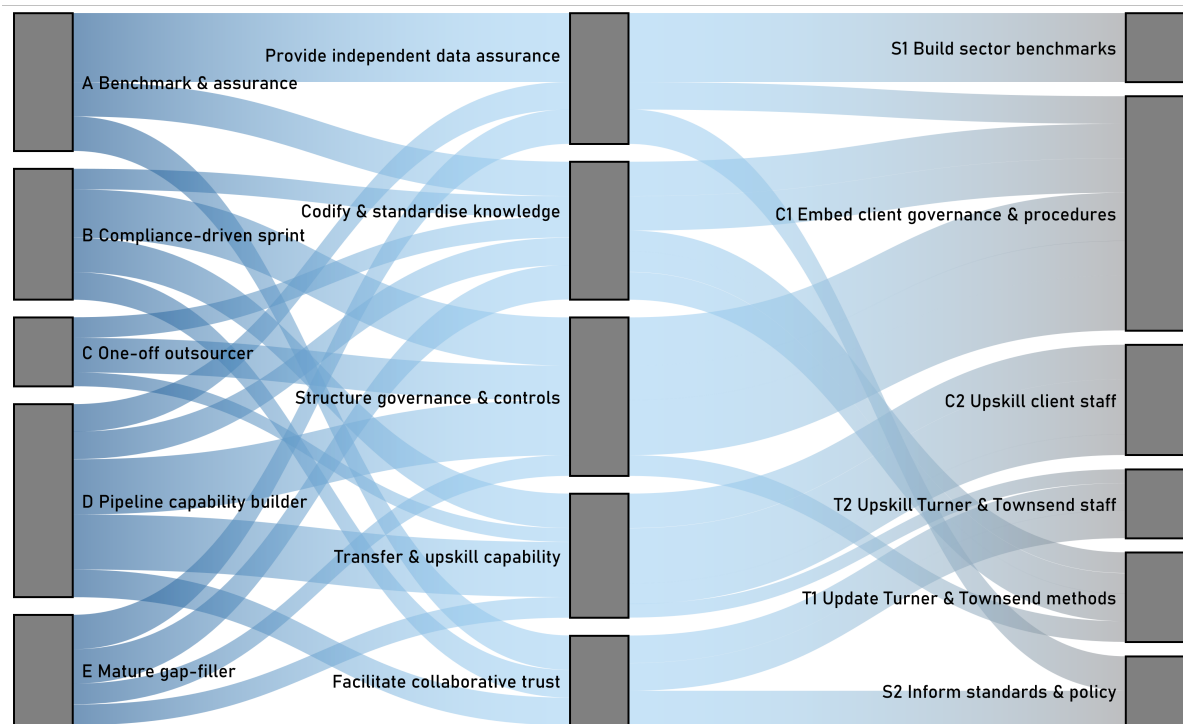 A Benchmark & assurance
B Compliance-driven sprint
C One-off outsourcer
D Pipeline capability builder
E Mature gap-filler
Provide independent data assurance
Codify & standardise knowledge
Structure governance & controls
Transfer & upskill capability
Facilitate collaborative trust
S1 Build sector benchmarks
C1 Embed client governance & procedures
C2 Upskill client staff
T2 Upskill Turner & Townsend staff
T1 Update Turner & Townsend methods
S2 Inform standards & policy